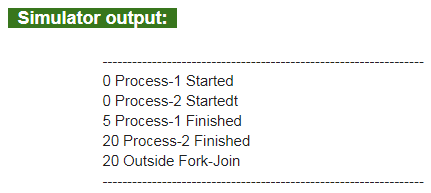 Simulator output:
----------------------------------------------------------------
0 Process-1 Started
0 Process-2 Startedt
5 Process-1 Finished
20 Process-2 Finished
20 Outside Fork-Join
----------------------------------------------------------------